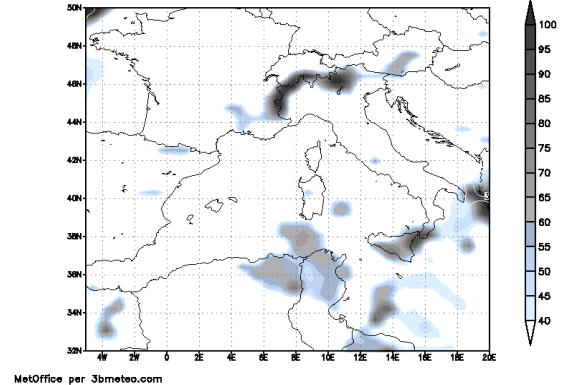 50N
48N
46N
44N
42N
40N
38N
36N
34N
32N
4W 2W 0 2E 4E 6E 8E 10E 12E 14E 16E 18E 20E
100
95
90
85
80
75
70
65
60
55
50
45
40
MetOffice per 3bmeteo.com